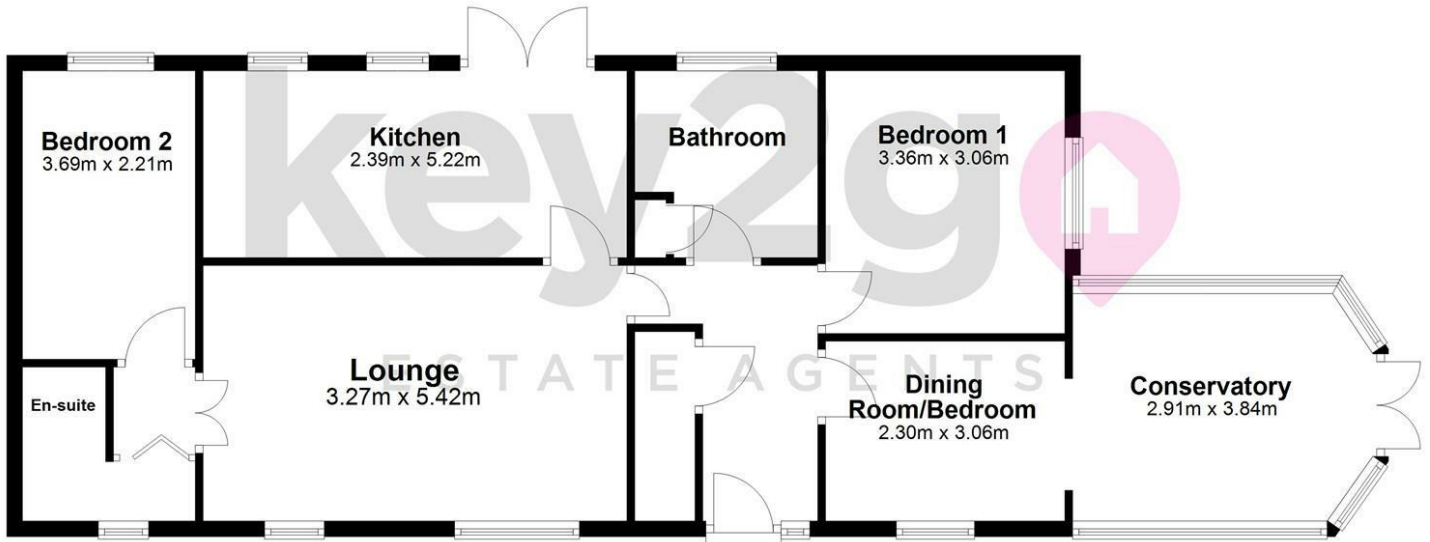 Bedroom 2
3.69m x 2.21m
Kitchen
2.39m x 5.22m
Bathroom
Bedroom 1
3.36m x 3.06m
key2go
ESTATE AGENTS
En-suite
Lounge
3.27m x 5.42m
Dining
Room/Bedroom
2.30m x 3.06m
Conservatory
2.91m x 3.84m